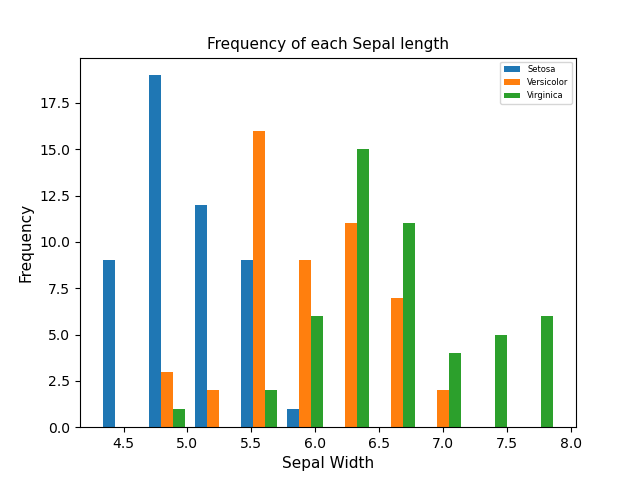 Frequency of each Sepal length
Setosa
Versicolor
Virginica
Frequency
17.5
15.0
12.5
10.0
7.5
5.0
2.5
0.0
4.5 5.0 5.5 6.0 6.5 7.0 7.5 8.0
Sepal Width